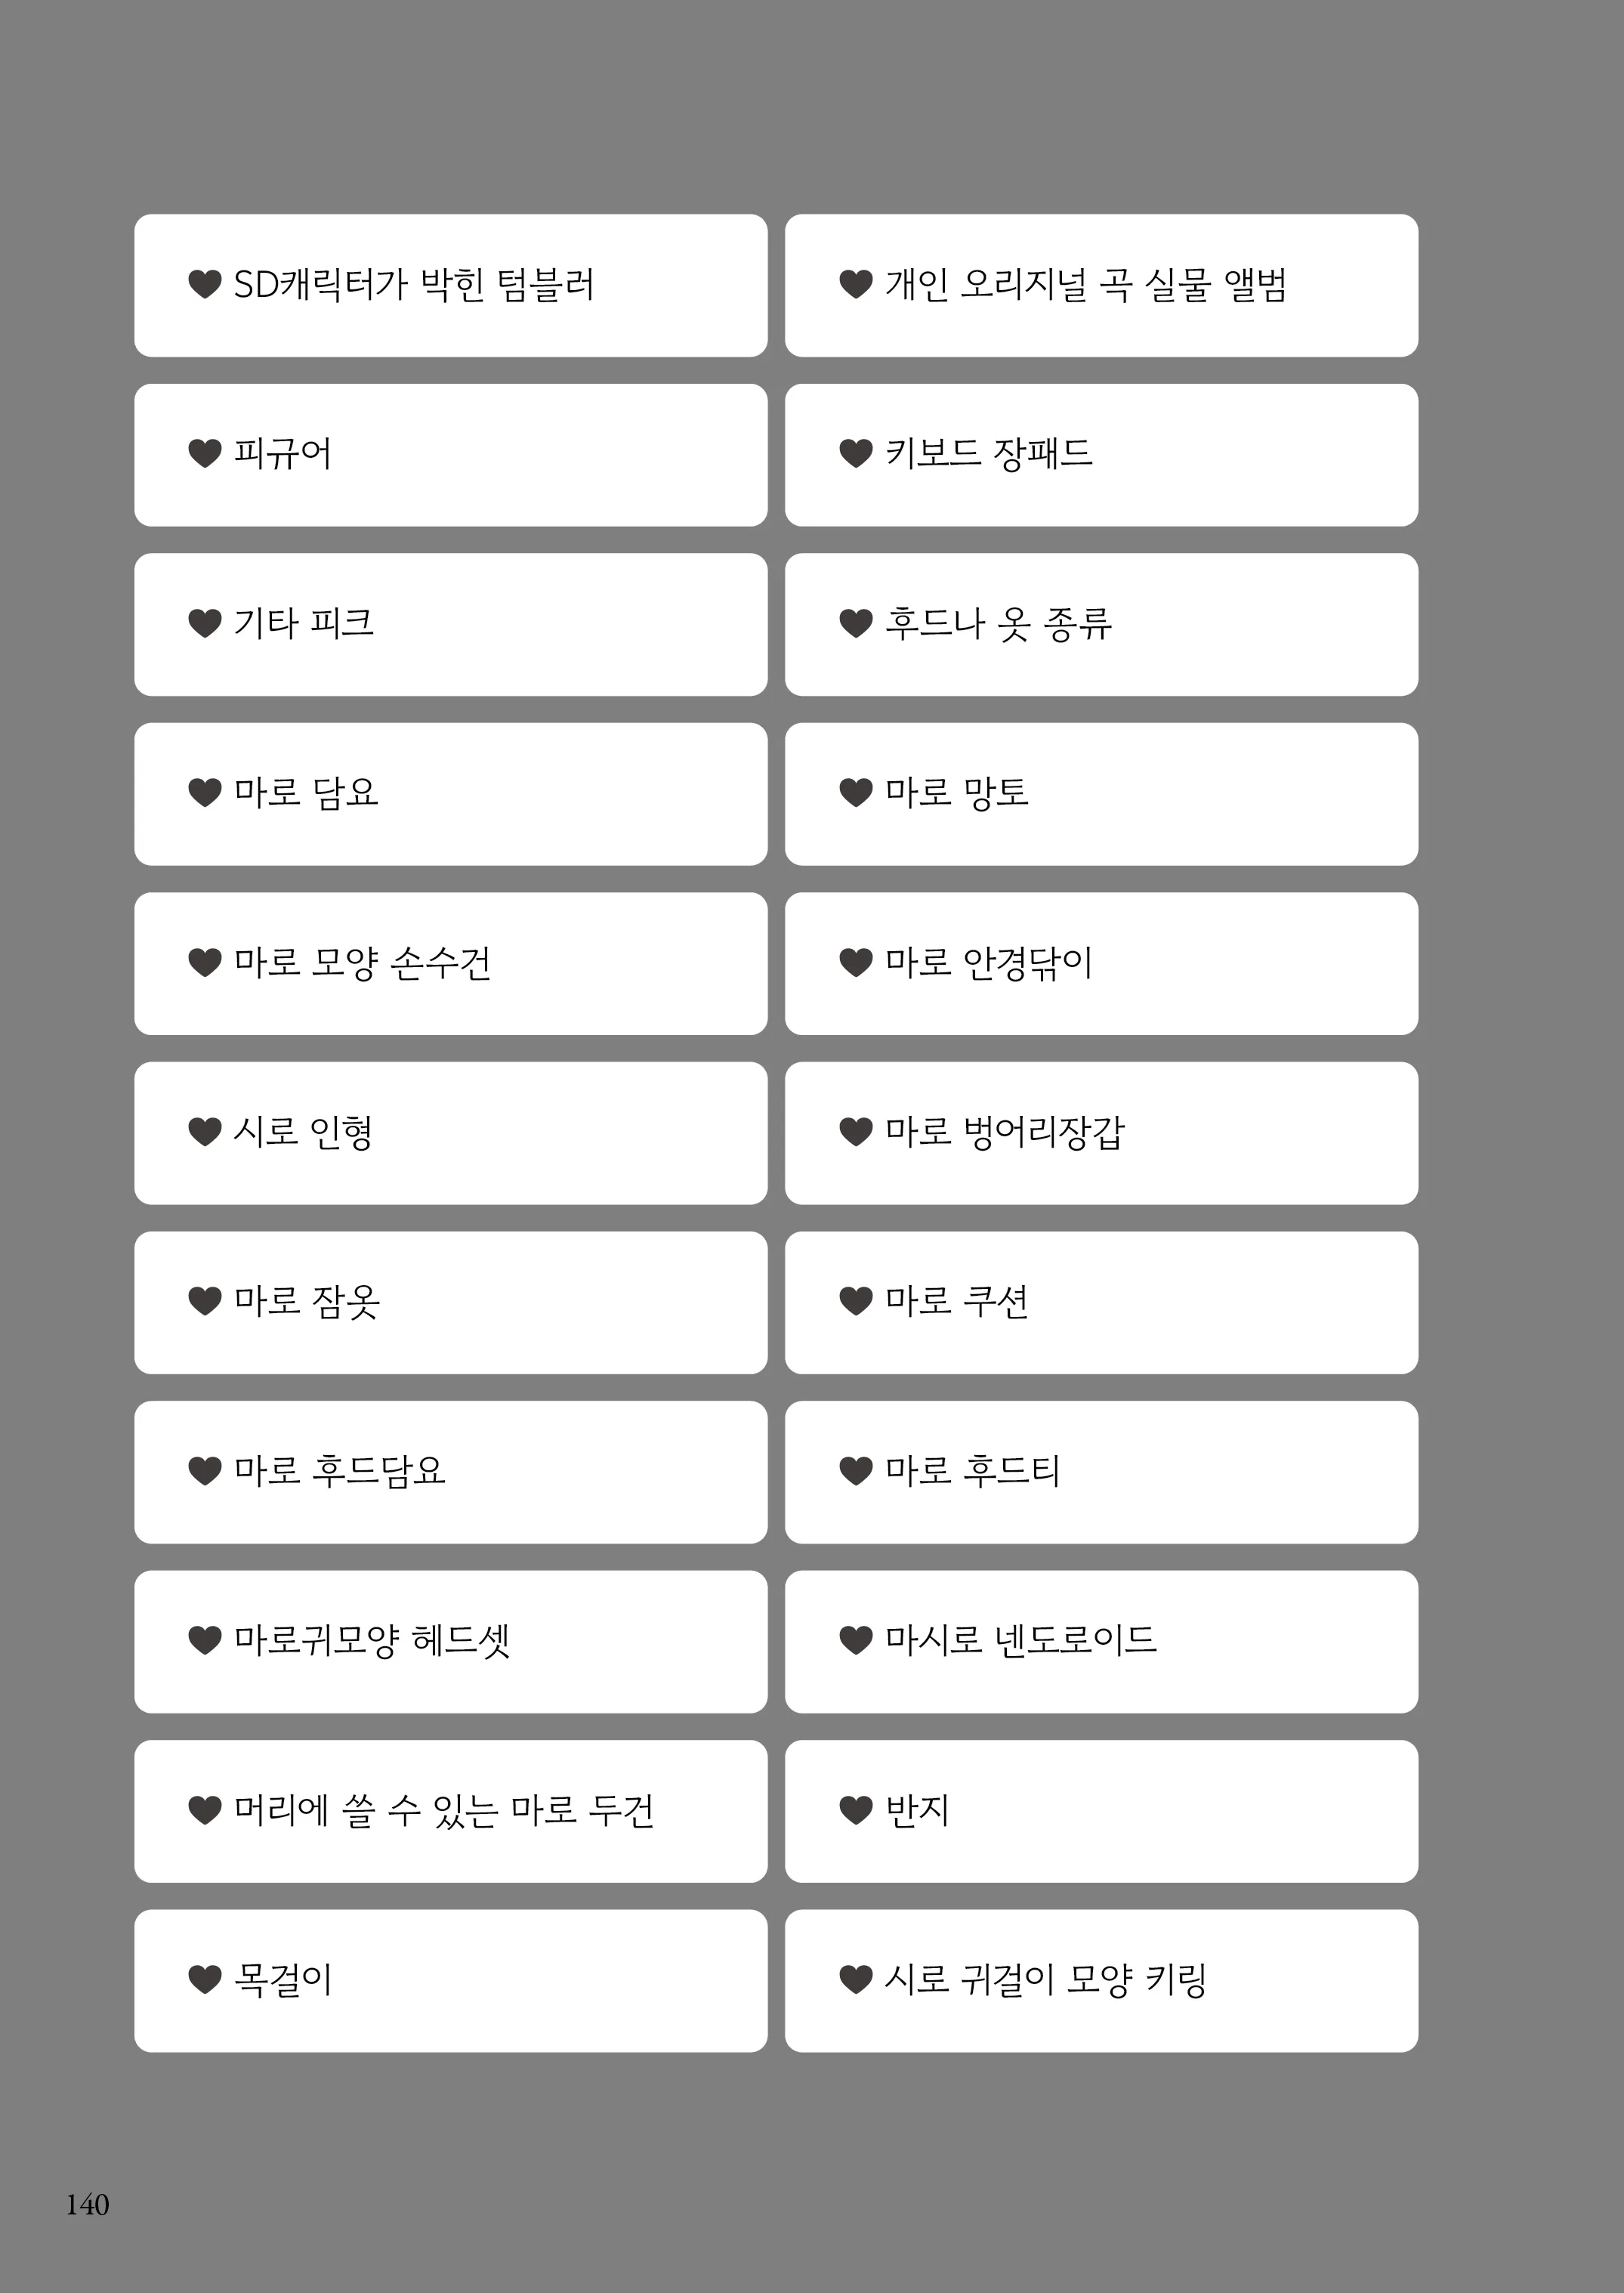 ♥ SD캐릭터가 박힌 텀블러
♥ 개인 오리지널 곡 실물 앨범
♥ 피규어
♥ 키보드 장패드
♥ 기타 피크
♥ 후드나 옷 종류
♥ 마로 담요
♥ 마로 망토
♥ 마로 모양 손수건
♥ 마로 안경닦이
♥ 시로 인형
♥ 마로 벙어리장갑
♥ 마로 잠옷
♥ 마로 쿠션
♥ 마로 후드담요
♥ 마로 후드티
♥ 마로귀모양 헤드셋
♥ 마시로 넨도로이드
♥ 머리에 쓸 수 있는 마로 두건
♥ 반지
♥ 목걸이
♥ 시로 귀걸이 모양 키링
140